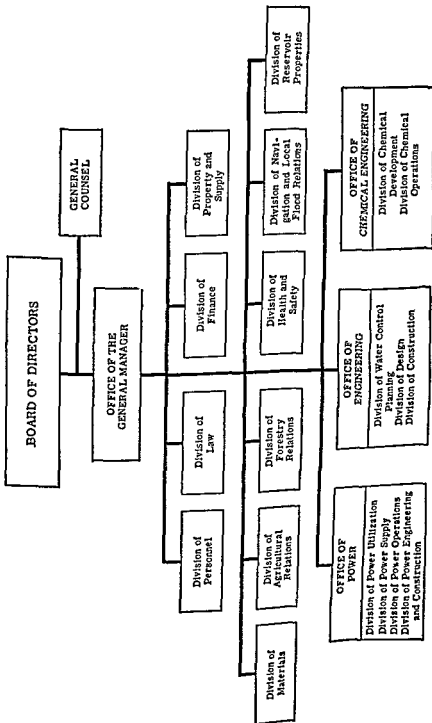 BOARD OF DIRECTORS
GENERAL
COUNSEL
OFFICE OF THE
GENERAL MANAGER
Division of
Personnel
Division of
Law
Division of
Finance
Division of
Property and
Supply
Division of
Materials
Division of
Agricultural
Relations
Division of
Forestry
Relations
Division of
Health and
Safety
Division of Navi-
gation and Local
Flood Relations
Division of
Reservoir
Properties
OFFICE OF
POWER
Division of Power Utilization
Division of Power Supply
Division of Power Operations
Division of Power Engineering
and Construction
OFFICE OF
ENGINEERING
Division of Water Control
Planning
Division of Design
Division of Construction
OFFICE OF
CHEMICAL ENGINEERING
Division of Chemical
Development
Division of Chemical
Operations